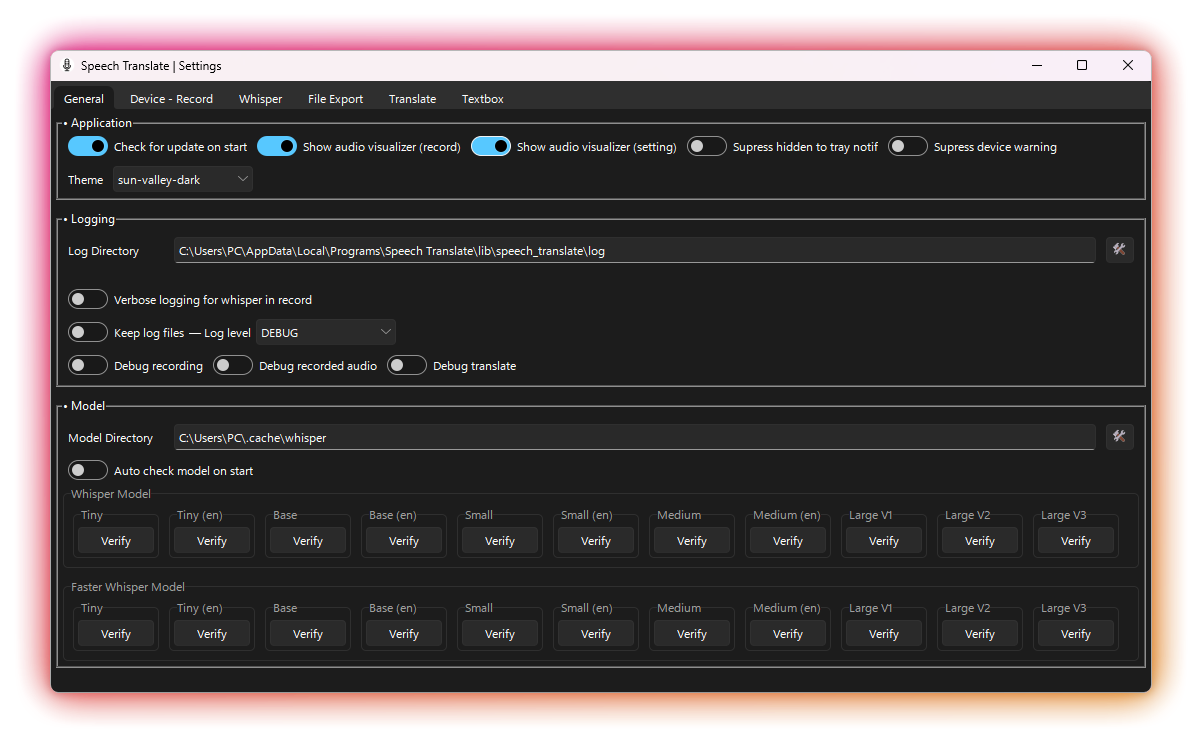 Speech Translate | Settings
General Device - Record Whisper File Export Translate Textbox
• Application
Check for update on start Show audio visualizer (record) Show audio visualizer (setting) Supress hidden to tray notif Supress device warning
Theme sun-valley-dark
• Logging
Log Directory C:\Users\PC\AppData\Local\Programs\Speech Translate\lib\speech_translate\log
Verbose logging for whisper in record
Keep log files — Log level DEBUG
Debug recording Debug recorded audio Debug translate
• Model
Model Directory C:\Users\PC\.cache\whisper
Auto check model on start
Whisper Model
Tiny Tiny (en) Base Base (en) Small Small (en) Medium Medium (en) Large V1 Large V2 Large V3
Verify Verify Verify Verify Verify Verify Verify Verify Verify Verify Verify
Faster Whisper Model
Tiny Tiny (en) Base Base (en) Small Small (en) Medium Medium (en) Large V1 Large V2 Large V3
Verify Verify Verify Verify Verify Verify Verify Verify Verify Verify Verify